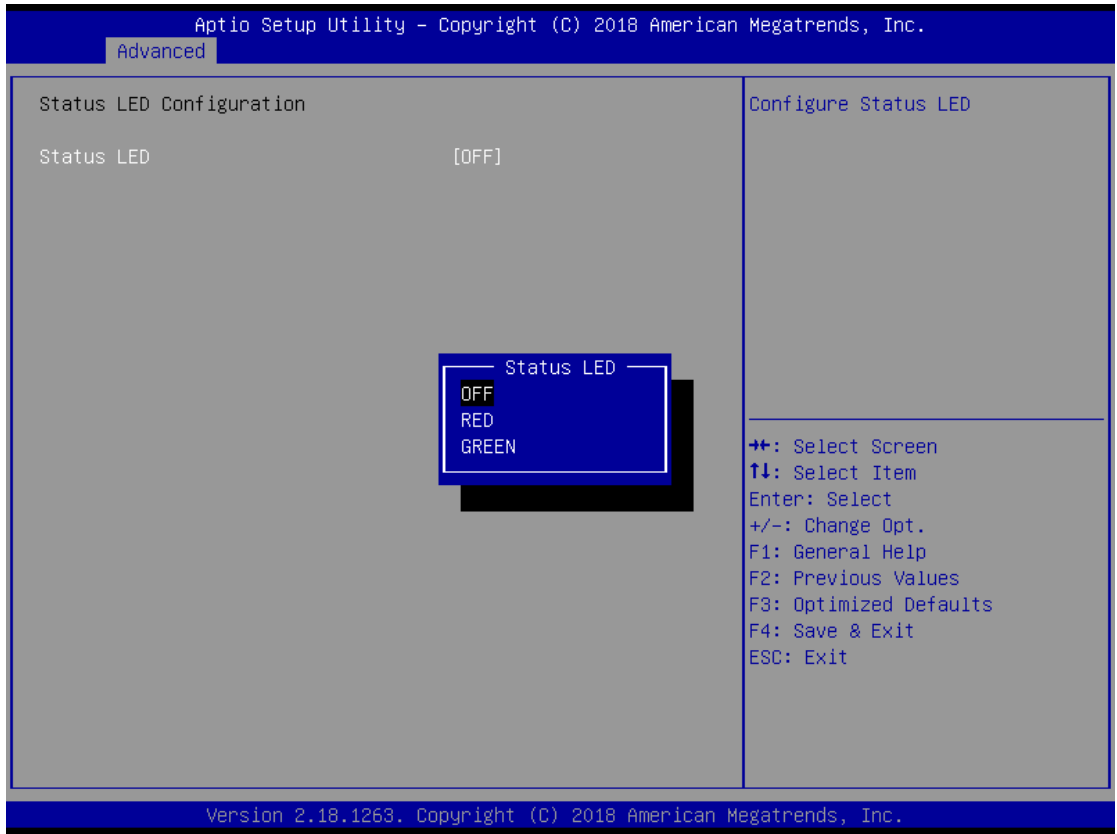 Aptio Setup Utility – Copyright (C) 2018 American Megatrends, Inc.
Advanced
Status LED Configuration
Status LED [OFF]
Configure Status LED
Status LED
OFF
RED
GREEN
→←: Select Screen
↑↓: Select Item
Enter: Select
+/-: Change Opt.
F1: General Help
F2: Previous Values
F3: Optimized Defaults
F4: Save & Exit
ESC: Exit
Version 2.18.1263. Copyright (C) 2018 American Megatrends, Inc.